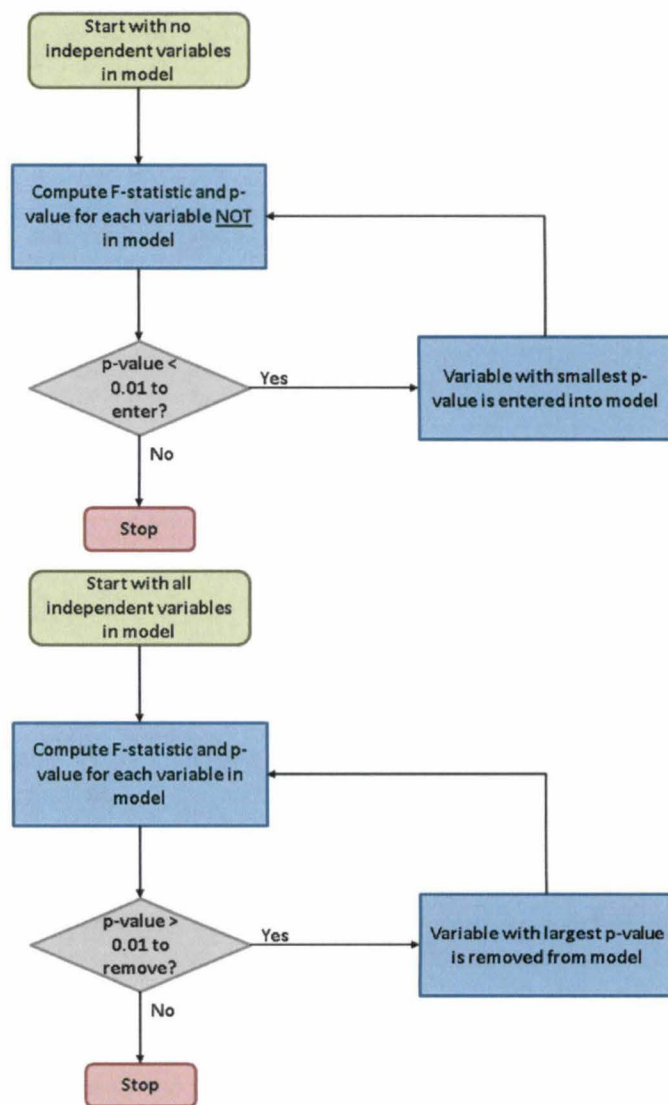 Start with no
independent variables
in model
Compute F-statistic and p-
value for each variable NOT
in model
p-value <
0.01 to
enter?
Yes
Variable with smallest p-
value is entered into model
No
Stop
Start with all
independent variables
in model
Compute F-statistic and p-
value for each variable in
model
p-value >
0.01 to
remove?
Yes
Variable with largest p-value
is removed from model
No
Stop